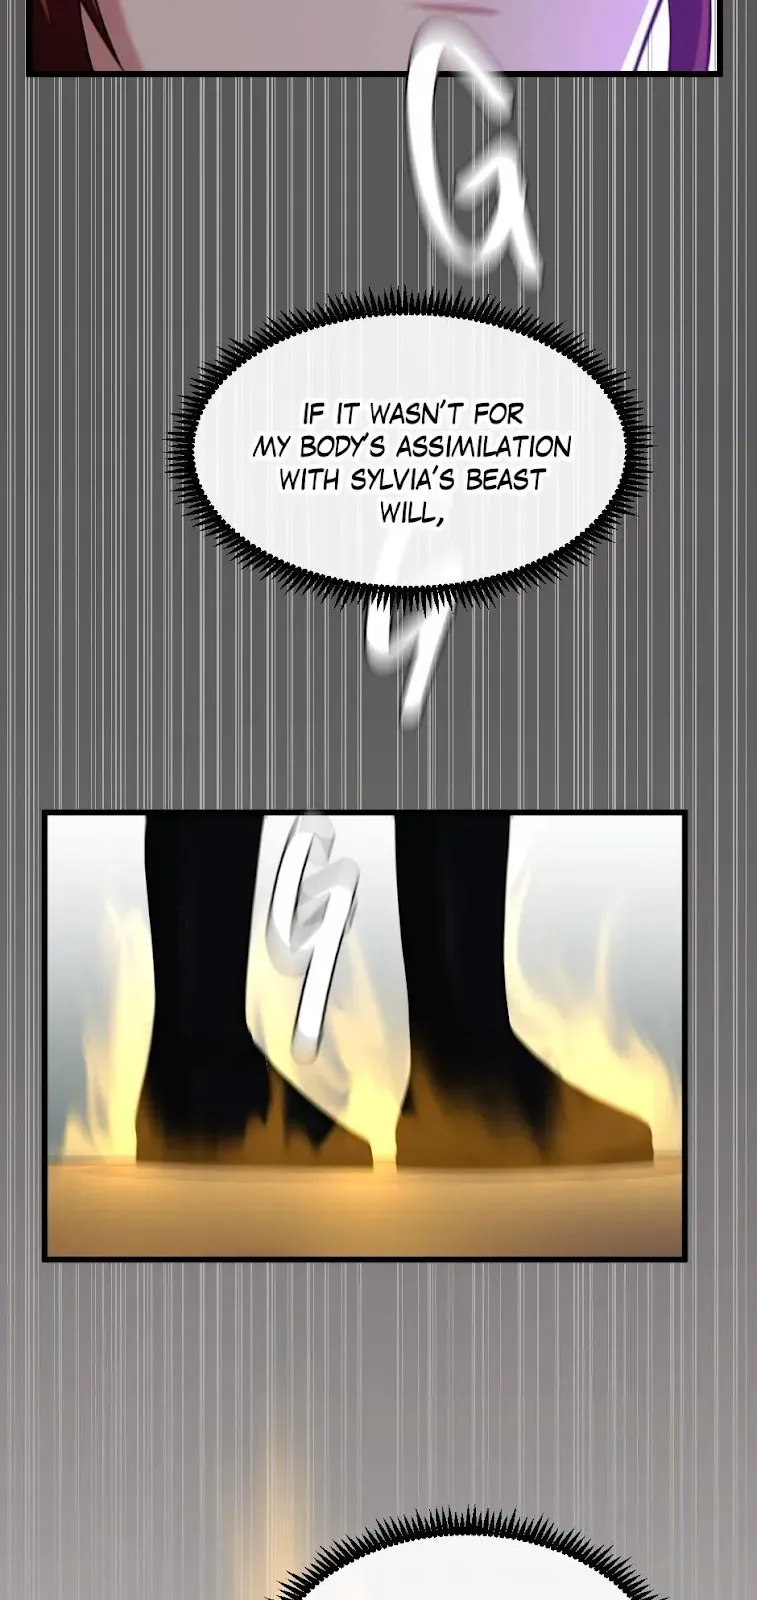 G
IF IT WASN'T FOR
MY BODY'S ASSIMILATION
WITH SYLVIA'S BEAST
WILL,